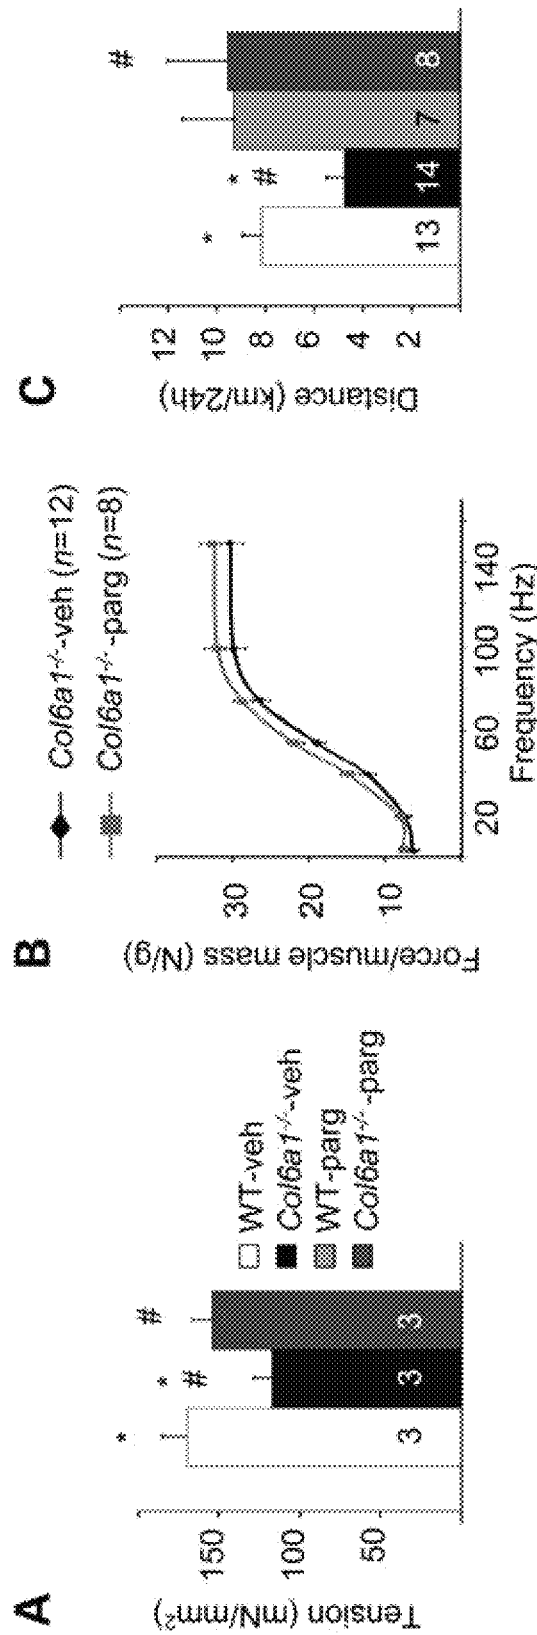 A
Tension (mN/mm²)
150
100
50
*
*
#
#
3
3
3
WT-veh
Col6a1⁻/⁻-veh
WT-parg
Col6a1⁻/⁻-parg
B
Col6a1⁻/⁻-veh (n=12)
Col6a1⁻/⁻-parg (n=8)
Force/muscle mass (N/g)
30
20
10
20 60 100 140
Frequency (Hz)
C
Distance (km/24h)
12
10
8
6
4
2
*
*
#
#
13
14
7
8